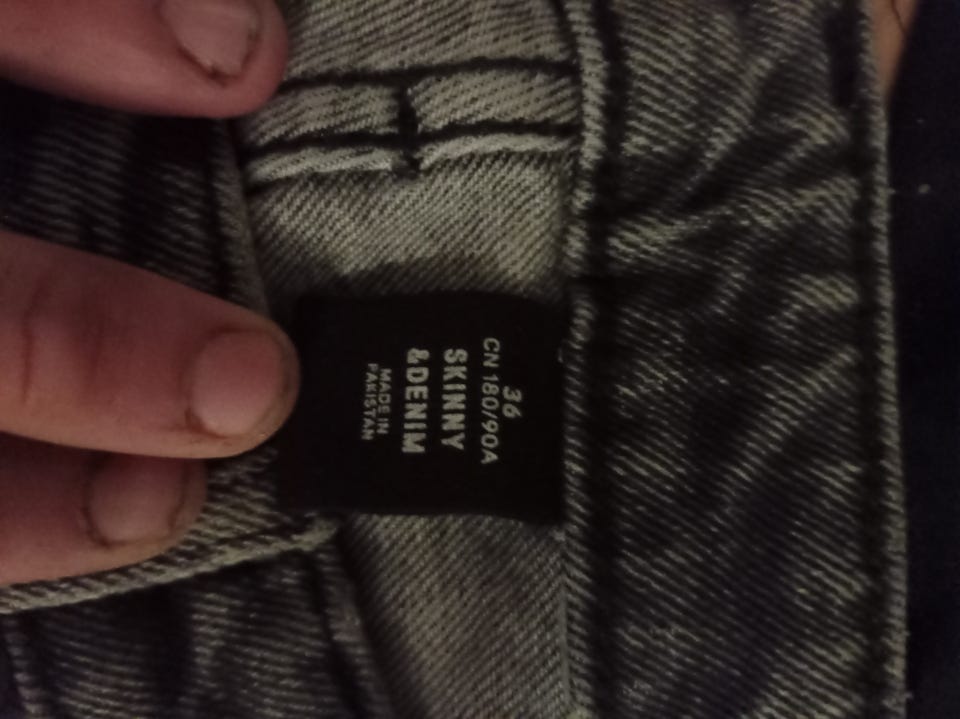 36
CN 180/90A
SKINNY
&DENIM
MADE IN
PAKISTAN